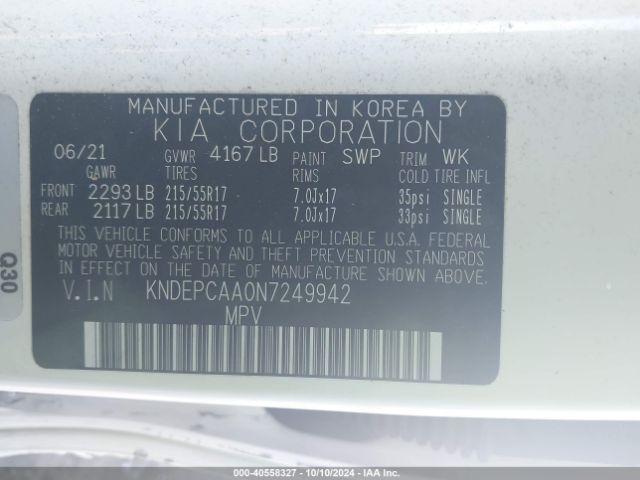 MANUFACTURED IN KOREA BY
KIA CORPORATION
06/21 GVWR 4167 LB PAINT SWP TRIM WK
GAWR TIRES RIMS COLD TIRE INFL
FRONT 2293 LB 215/55R17 7.0Jx17 35psi SINGLE
REAR 2117 LB 215/55R17 7.0Jx17 33psi SINGLE
THIS VEHICLE CONFORMS TO ALL APPLICABLE U.S.A. FEDERAL
MOTOR VEHICLE SAFETY AND THEFT PREVENTION STANDARDS
IN EFFECT ON THE DATE OF MANUFACTURE SHOWN ABOVE.
V.I.N KNDEPCAA0N7249942
MPV
Q30
000-40558327 - 10/10/2024 - IAA Inc.